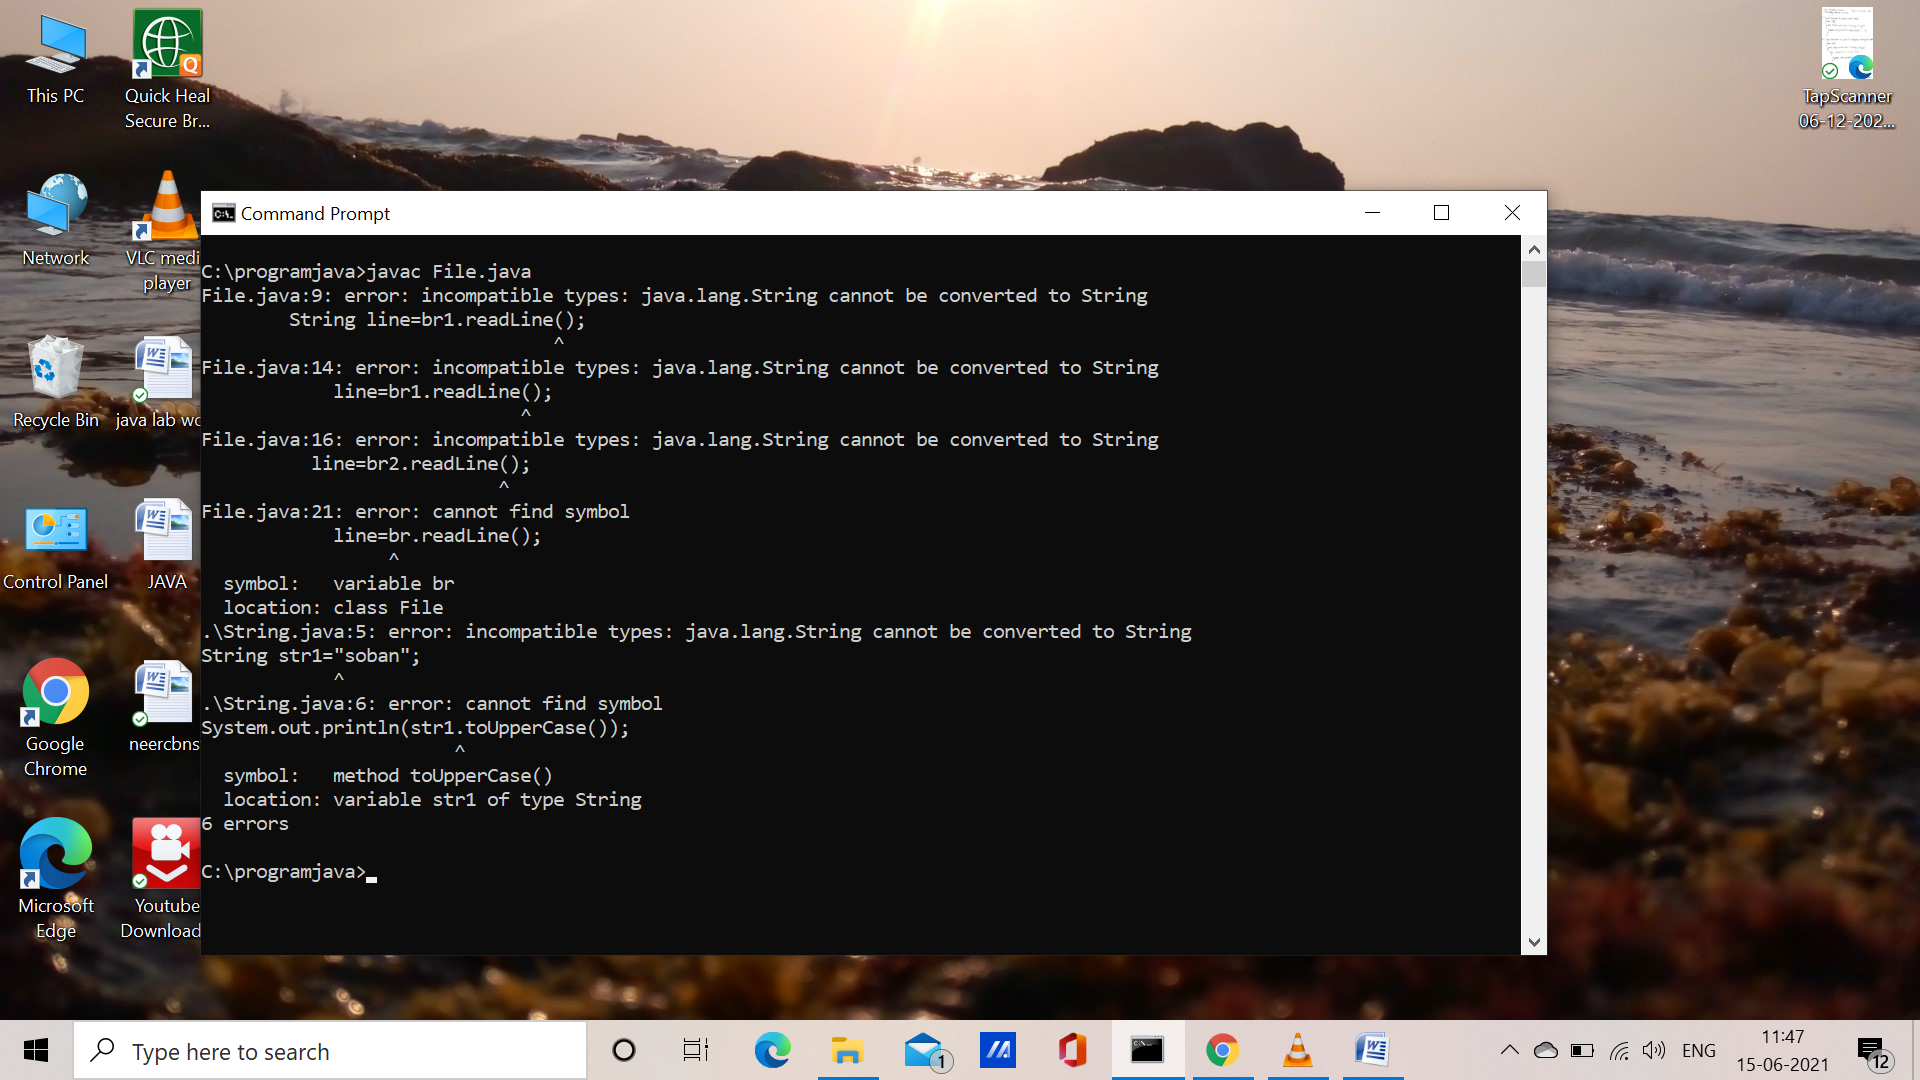 This PC
Quick Heal
Secure Br...
TapScanner
06-12-202...
Network
VLC medi
player
Recycle Bin
java lab wo
Control Panel
JAVA
Google
Chrome
neercbns
Microsoft
Edge
Youtube
Download
Command Prompt
C:\programjava>javac File.java
File.java:9: error: incompatible types: java.lang.String cannot be converted to String
        String line=br1.readLine();
                                ^
File.java:14: error: incompatible types: java.lang.String cannot be converted to String
            line=br1.readLine();
                             ^
File.java:16: error: incompatible types: java.lang.String cannot be converted to String
          line=br2.readLine();
                           ^
File.java:21: error: cannot find symbol
            line=br.readLine();
                 ^
  symbol:   variable br
  location: class File
.\String.java:5: error: incompatible types: java.lang.String cannot be converted to String
String str1="soban";
            ^
.\String.java:6: error: cannot find symbol
System.out.println(str1.toUpperCase());
                       ^
  symbol:   method toUpperCase()
  location: variable str1 of type String
6 errors
C:\programjava>
Type here to search
1
ENG
11:47
15-06-2021
12